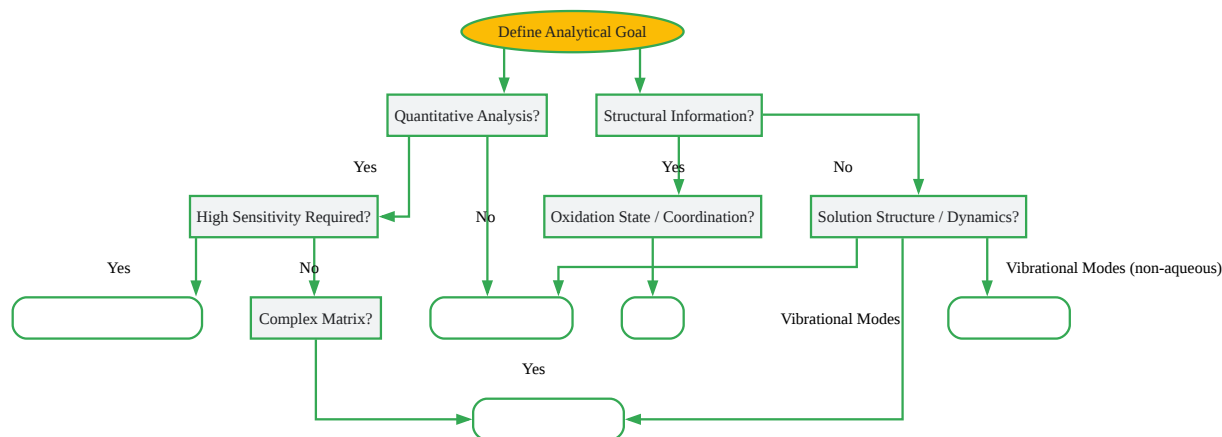 Define Analytical Goal
Quantitative Analysis?
Structural Information?
Yes
Yes
No
High Sensitivity Required?
No
Oxidation State / Coordination?
Solution Structure / Dynamics?
Yes
No
Vibrational Modes (non-aqueous)
Complex Matrix?
Vibrational Modes
Yes